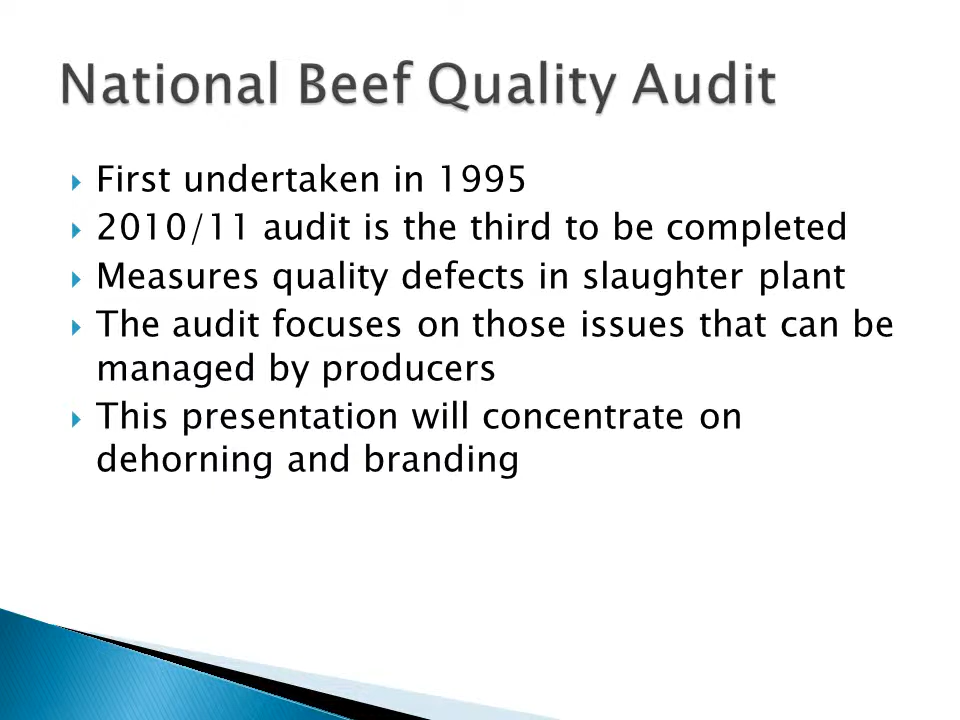 National Beef Quality Audit
First undertaken in 1995
2010/11 audit is the third to be completed
Measures quality defects in slaughter plant
The audit focuses on those issues that can be
managed by producers
This presentation will concentrate on
dehorning and branding